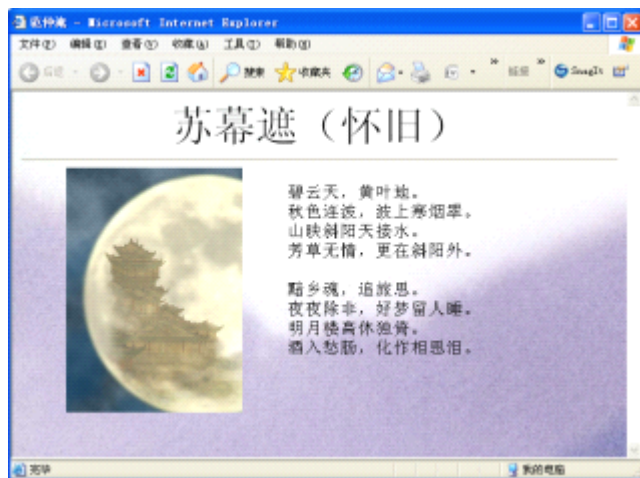 范仲淹 - Microsoft Internet Explorer
文件(F) 编辑(E) 查看(V) 收藏(A) 工具(T) 帮助(H)
后退 搜索 收藏夹 链接 SnagIt
苏幕遮（怀旧）
碧云天，黄叶地。
秋色连波，波上寒烟翠。
山映斜阳天接水。
芳草无情，更在斜阳外。
黯乡魂，追旅思。
夜夜除非，好梦留人睡。
明月楼高休独倚。
酒入愁肠，化作相思泪。
完毕 我的电脑